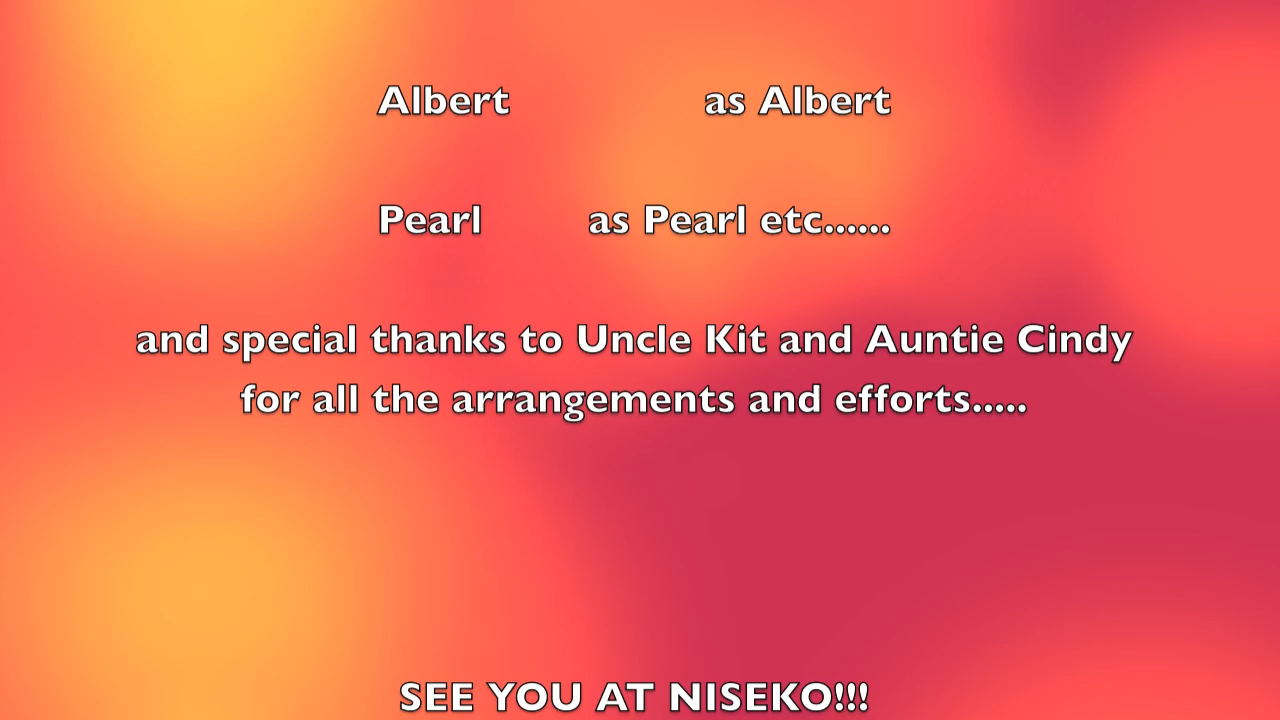 Albert as Albert
Pearl as Pearl etc......
and special thanks to Uncle Kit and Auntie Cindy
for all the arrangements and efforts.....
SEE YOU AT NISEKO!!!